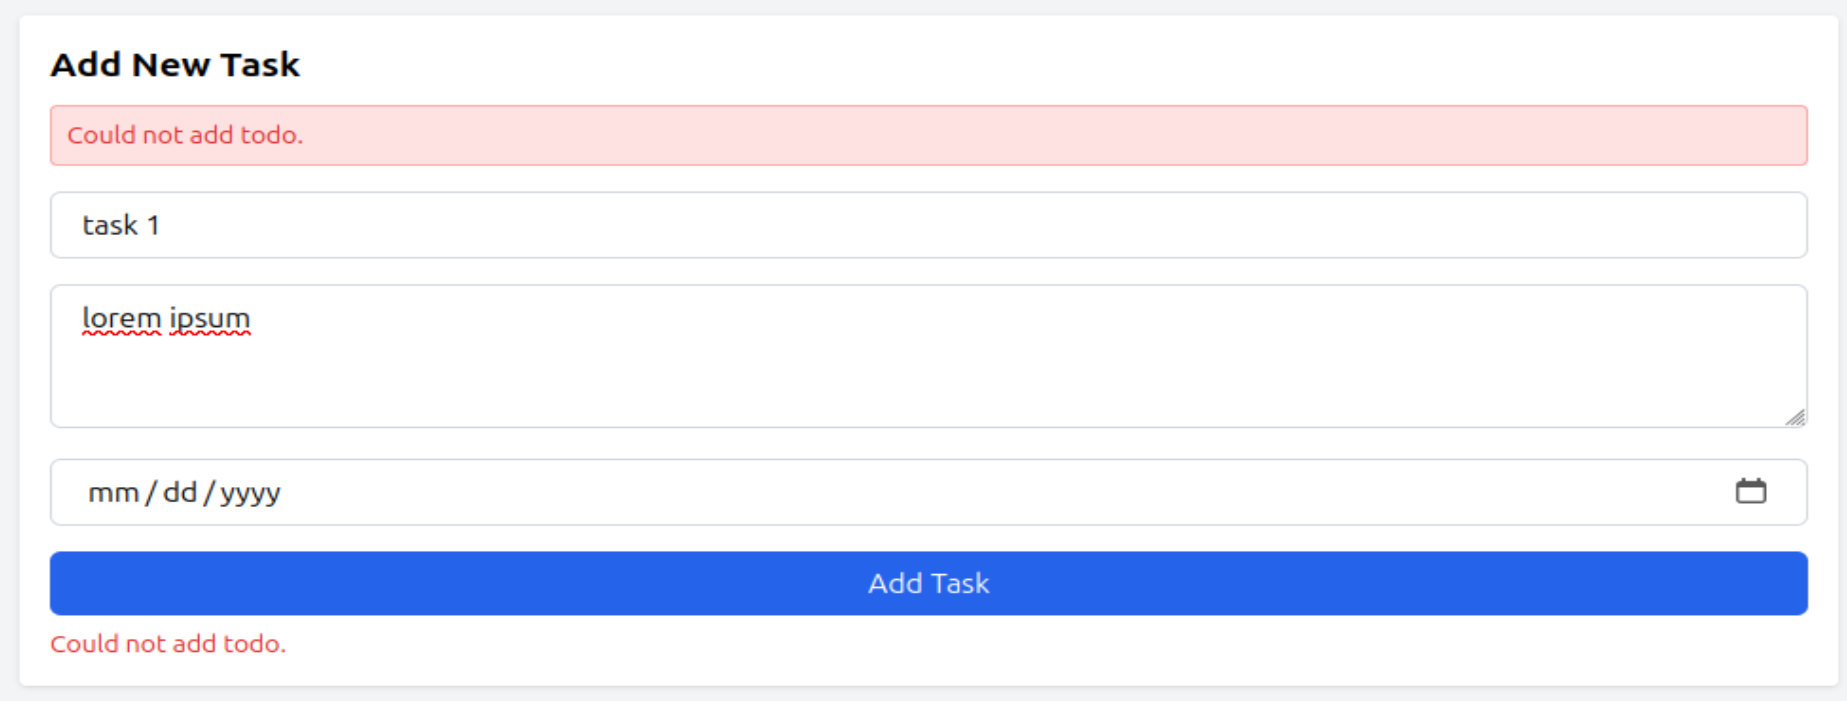 Add New Task
Could not add todo.
task 1
lorem ipsum
mm / dd / yyyy
Add Task
Could not add todo.